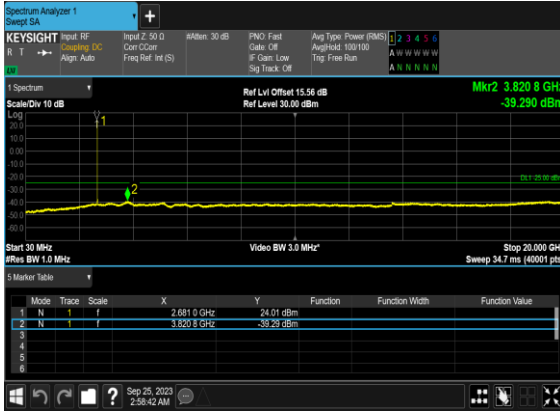 Spectrum Analyzer 1
Swept SA
+
KEYSIGHT Input: RF Input Z: 50 Ω #Atten: 30 dB PNO: Fast Avg Type: Power (RMS) 1 2 3 4 5 6
R T Coupling: DC Corr CCorr Gate: Off Avg|Hold: 100/100 A W W W W W
Align: Auto Freq Ref: Int (S) IF Gain: Low Trig: Free Run
Sig Track: Off A N N N N N
1 Spectrum
Ref Lvl Offset 15.56 dB Mkr2 3.820 8 GHz
Scale/Div 10 dB Ref Level 30.00 dBm -39.290 dBm
Log
20.0
10.0
0.00
-10.0
-20.0
-30.0
-40.0
-50.0
-60.0
1
2
DL1 -25.00 dBm
Start 30 MHz Video BW 3.0 MHz* Stop 20.000 GH
#Res BW 1.0 MHz Sweep 34.7 ms (40001 pts
5 Marker Table
Mode Trace Scale X Y Function Function Width Function Value
1 N 1 f 2.681 0 GHz 24.01 dBm
2 N 1 f 3.820 8 GHz -39.29 dBm
3
4
5
6
? Sep 25, 2023
2:58:42 AM